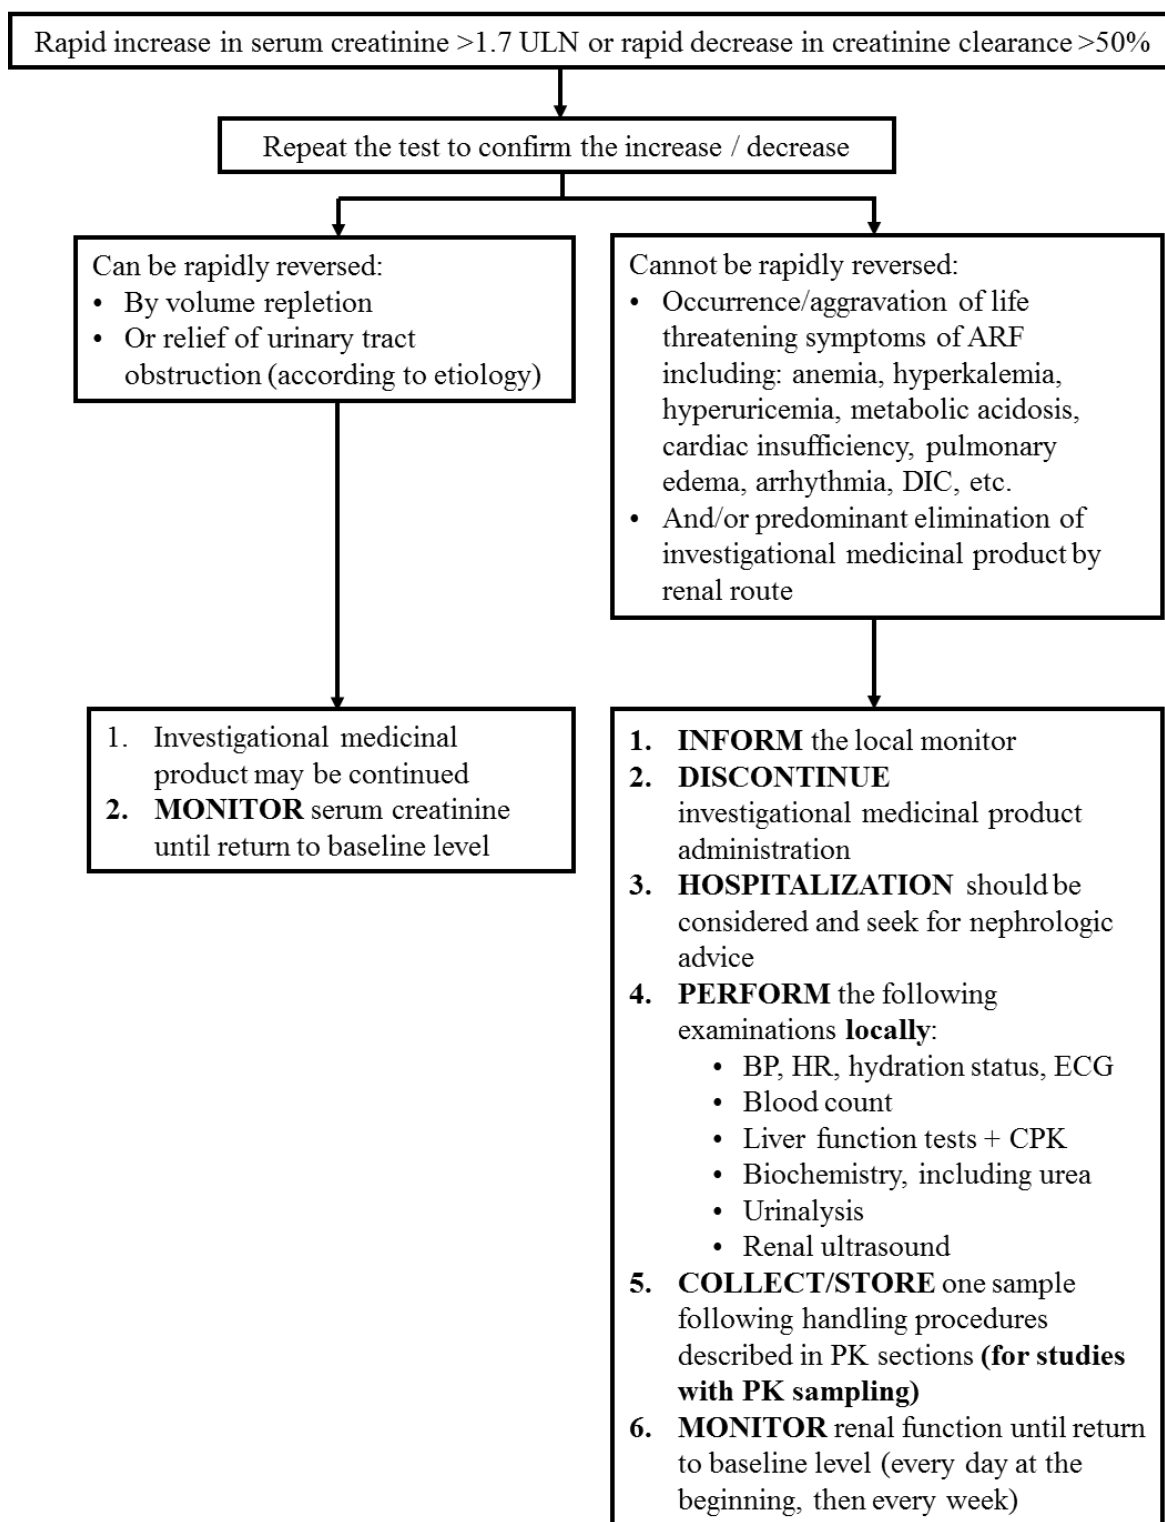 Rapid increase in serum creatinine >1.7 ULN or rapid decrease in creatinine clearance >50%
Repeat the test to confirm the increase / decrease
Can be rapidly reversed:
• By volume repletion
• Or relief of urinary tract
obstruction (according to etiology)
Cannot be rapidly reversed:
• Occurrence/aggravation of life
threatening symptoms of ARF
including: anemia, hyperkalemia,
hyperuricemia, metabolic acidosis,
cardiac insufficiency, pulmonary
edema, arrhythmia, DIC, etc.
• And/or predominant elimination of
investigational medicinal product by
renal route
1. Investigational medicinal
product may be continued
2. MONITOR serum creatinine
until return to baseline level
1. INFORM the local monitor
2. DISCONTINUE
investigational medicinal product
administration
3. HOSPITALIZATION should be
considered and seek for nephrologic
advice
4. PERFORM the following
examinations locally:
• BP, HR, hydration status, ECG
• Blood count
• Liver function tests + CPK
• Biochemistry, including urea
• Urinalysis
• Renal ultrasound
5. COLLECT/STORE one sample
following handling procedures
described in PK sections (for studies
with PK sampling)
6. MONITOR renal function until return
to baseline level (every day at the
beginning, then every week)